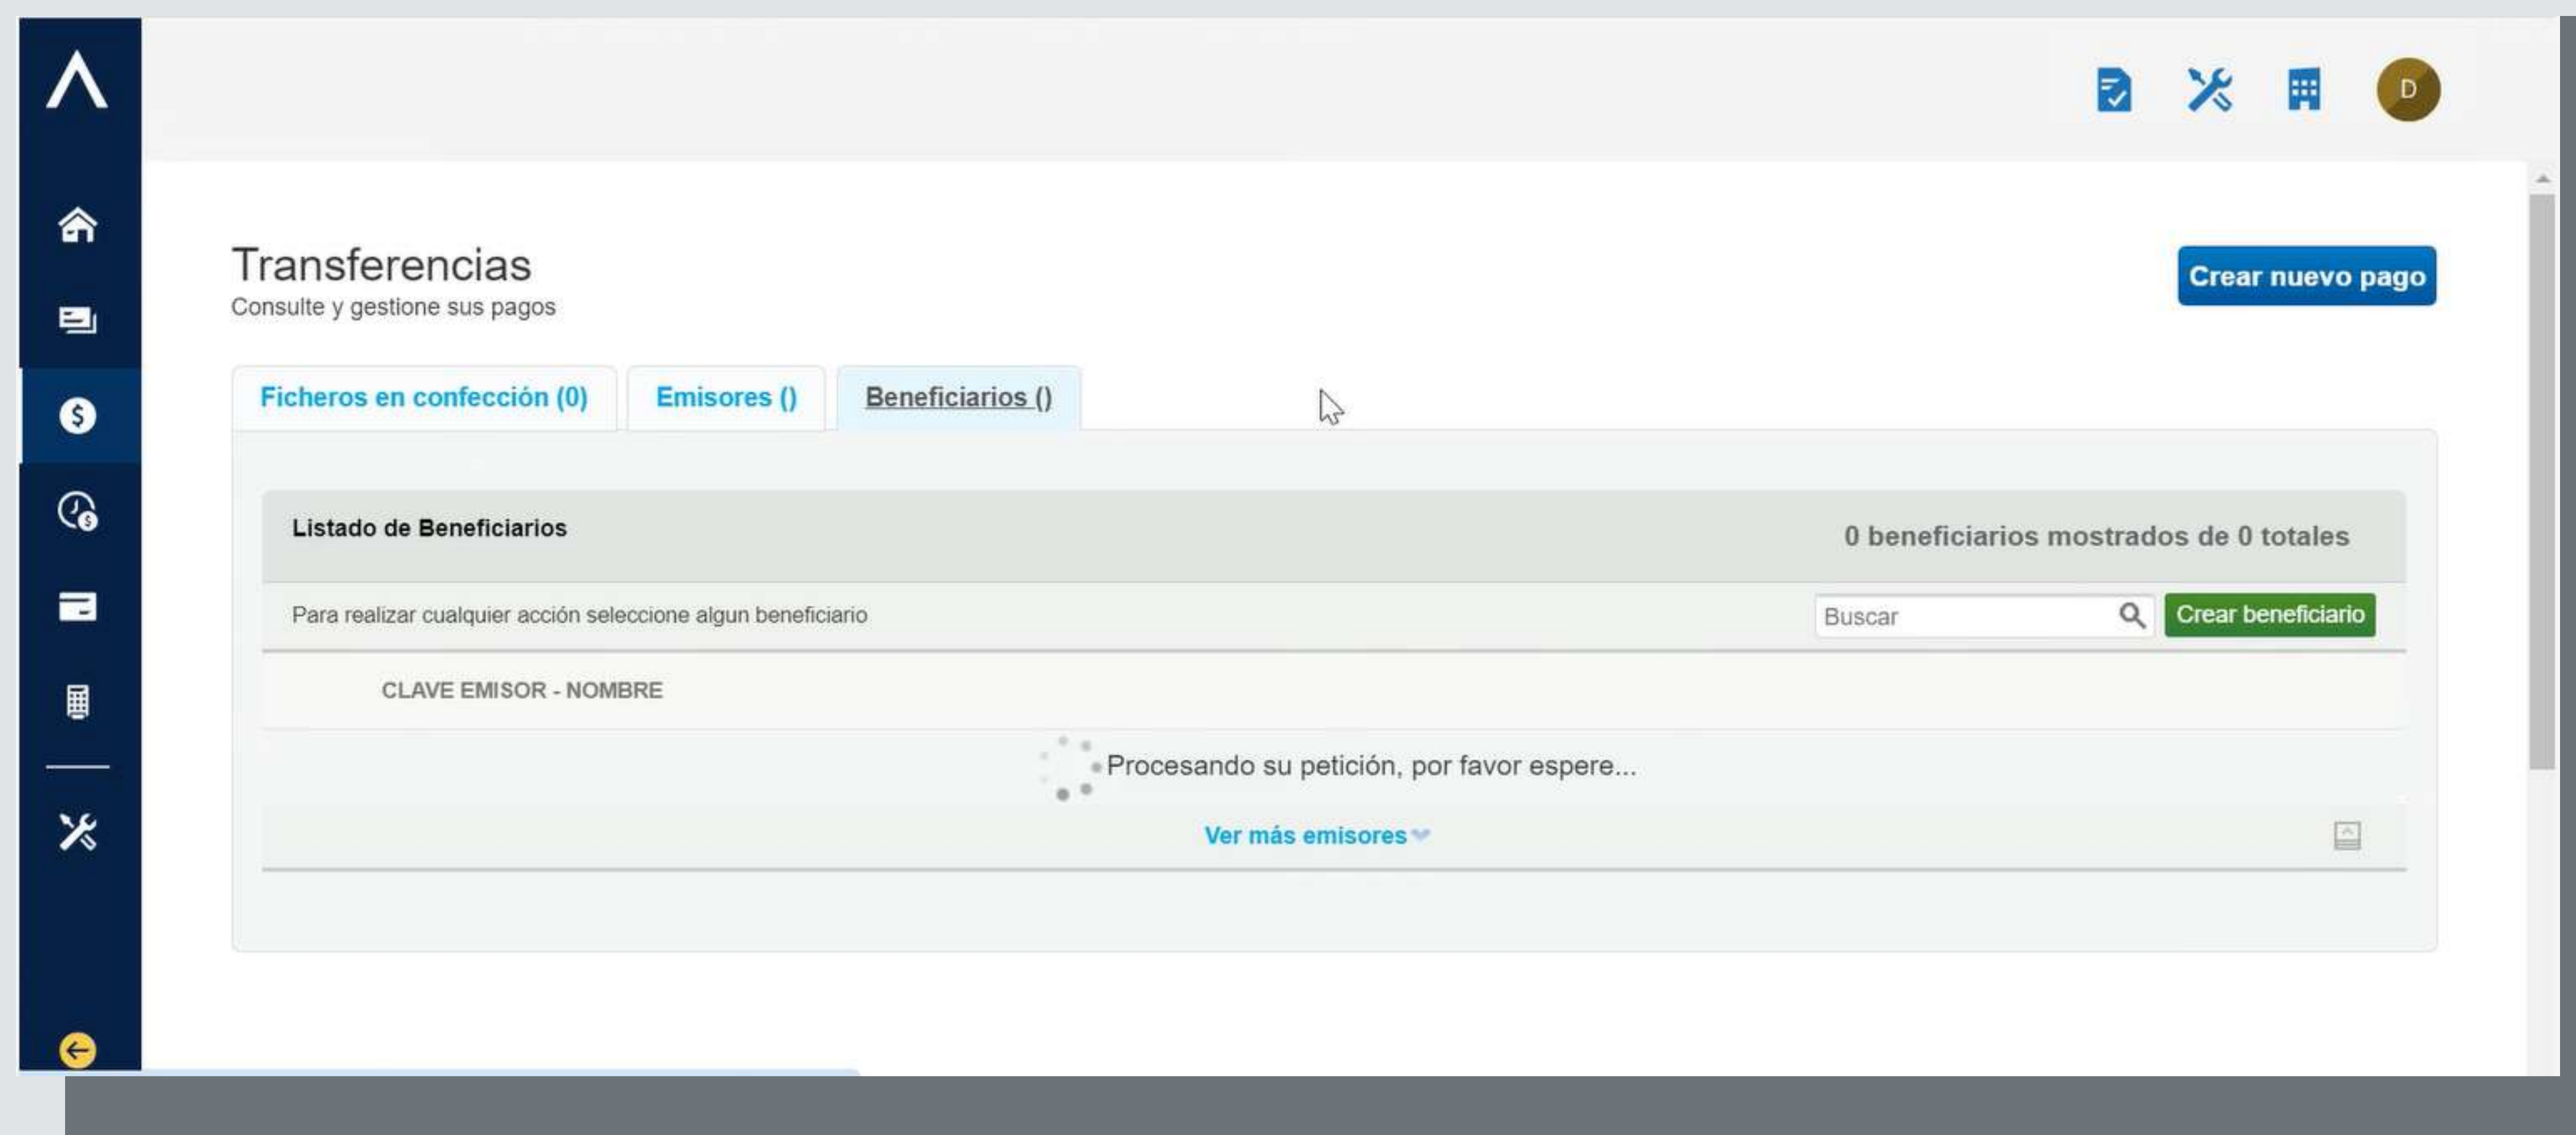 D
Transferencias
Consulte y gestione sus pagos
Crear nuevo pago
Ficheros en confección (0)
Emisores ()
Beneficiarios ()
Listado de Beneficiarios
0 beneficiarios mostrados de 0 totales
Para realizar cualquier acción seleccione algun beneficiario
Buscar
Crear beneficiario
CLAVE EMISOR - NOMBRE
Procesando su petición, por favor espere...
Ver más emisores